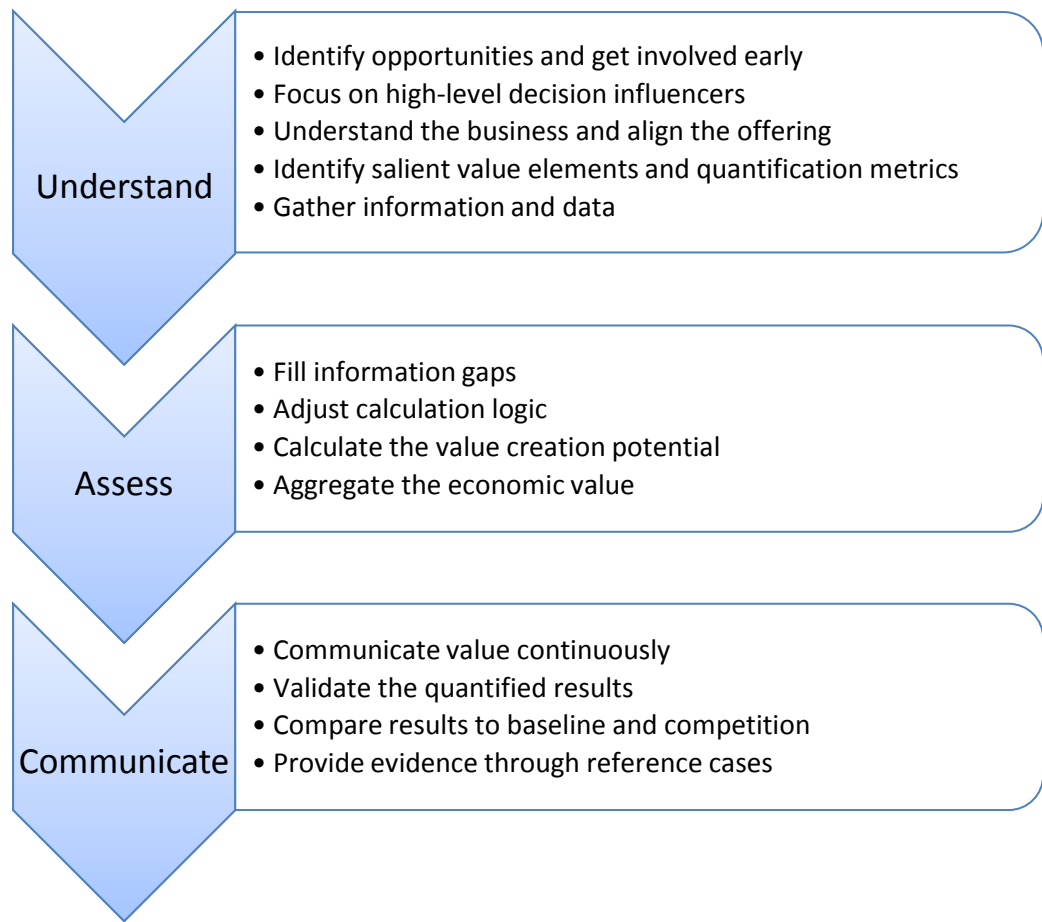 Understand
• Identify opportunities and get involved early
• Focus on high-level decision influencers
• Understand the business and align the offering
• Identify salient value elements and quantification metrics
• Gather information and data
Assess
• Fill information gaps
• Adjust calculation logic
• Calculate the value creation potential
• Aggregate the economic value
Communicate
• Communicate value continuously
• Validate the quantified results
• Compare results to baseline and competition
• Provide evidence through reference cases